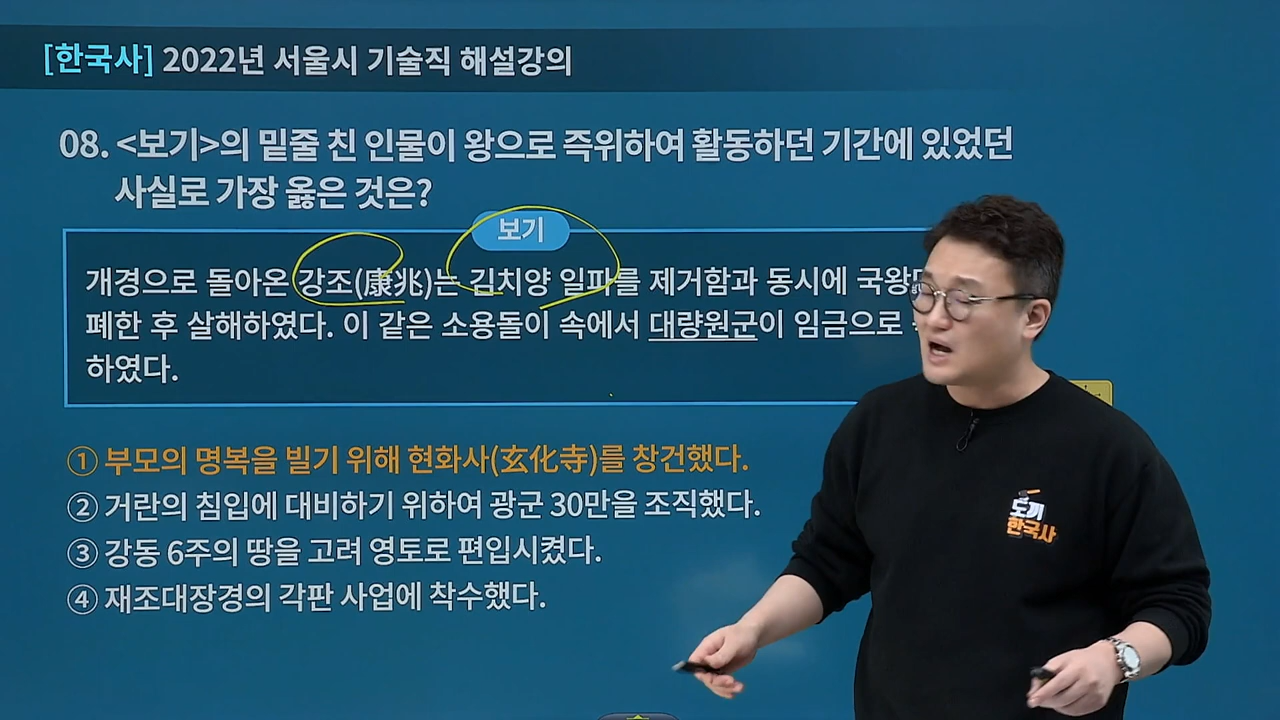 [한국사] 2022년 서울시 기술직 해설강의
08. <보기>의 밑줄 친 인물이 왕으로 즉위하여 활동하던 기간에 있었던
사실로 가장 옳은 것은?
보기
개경으로 돌아온 강조(康兆)는 김치양 일파를 제거함과 동시에 국왕
폐한 후 살해하였다. 이 같은 소용돌이 속에서 대량원군이 임금으로
하였다.
① 부모의 명복을 빌기 위해 현화사(玄化寺)를 창건했다.
② 거란의 침입에 대비하기 위하여 광군 30만을 조직했다.
③ 강동 6주의 땅을 고려 영토로 편입시켰다.
④ 재조대장경의 각판 사업에 착수했다.
도끼
한국사